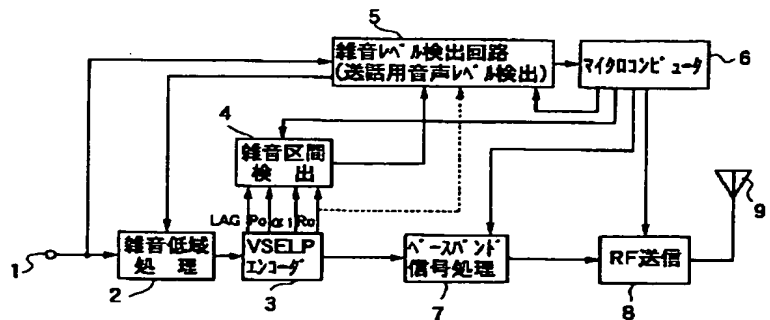 5
雑音レベル検出回路
(送話用音声レベル検出)
マイクロコンピュータ
6
4
雑音区間
検　出
9
LAG Po αi Ro
1
雑音低域
処　理
2
VSELP
エンコーダ
3
ベースバンド
信号処理
7
RF送信
8